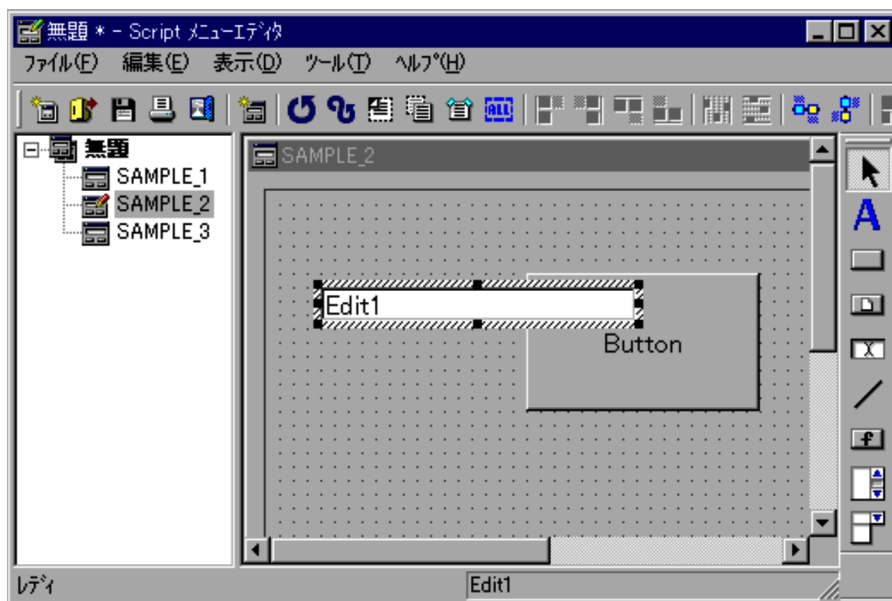 無題 * - Script ﾒﾆｭｰｴﾃﾞｨﾀ
ﾌｧｲﾙ(F) 編集(E) 表示(D) ﾂｰﾙ(T) ﾍﾙﾌﾟ(H)
ALL
無題
SAMPLE_1
SAMPLE_2
SAMPLE_3
SAMPLE_2
Edit1
Button
A
f
ﾚﾃﾞｨ
Edit1